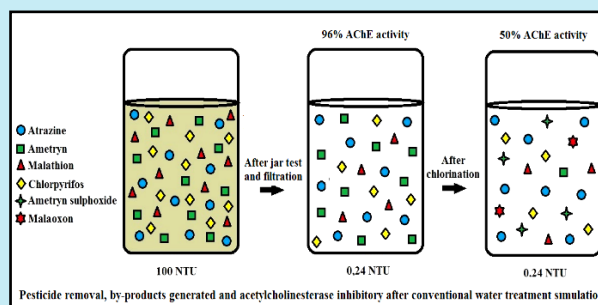 96% AChE activity
50% AChE activity
Atrazine
Ametryn
Malathion
Chlorpyrifos
Ametryn sulphoxide
Malaoxon
After jar test
and filtration
After
chlorination
100 NTU
0.24 NTU
0.24 NTU
Pesticide removal, by-products generated and acetylcholinesterase inhibitory after conventional water treatment simulation